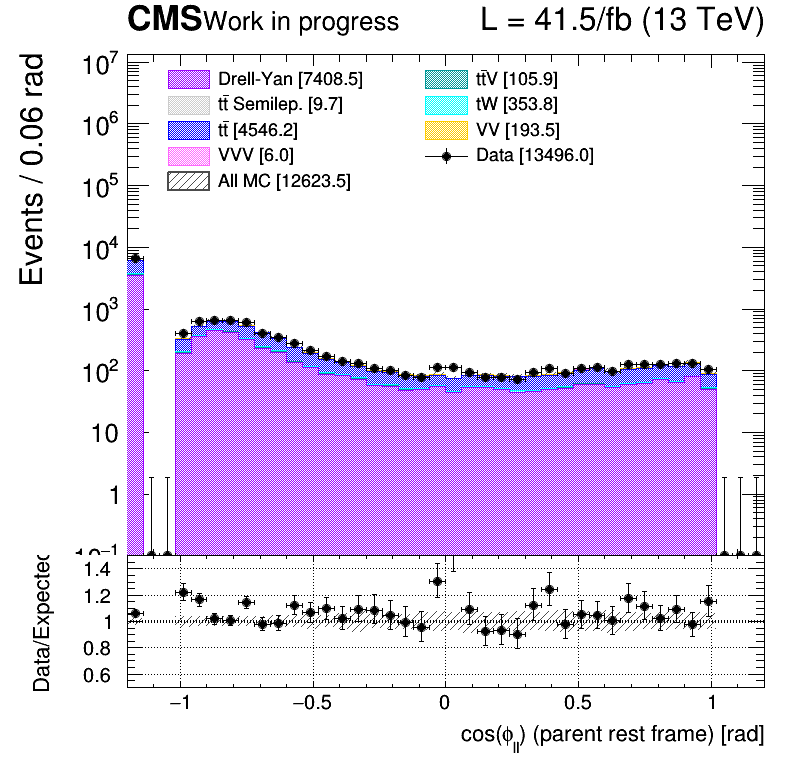 CMS Work in progress L = 41.5/fb (13 TeV)
Events / 0.06 rad
10⁷
10⁶
10⁵
10⁴
10³
10²
10
1
10⁻¹
Drell-Yan [7408.5]
tt̄ Semilep. [9.7]
tt̄ [4546.2]
VVV [6.0]
All MC [12623.5]
tt̄V [105.9]
tW [353.8]
VV [193.5]
Data [13496.0]
Data/Expected
1.4
1.2
1
0.8
0.6
−1 −0.5 0 0.5 1
cos(ϕ_ll) (parent rest frame) [rad]